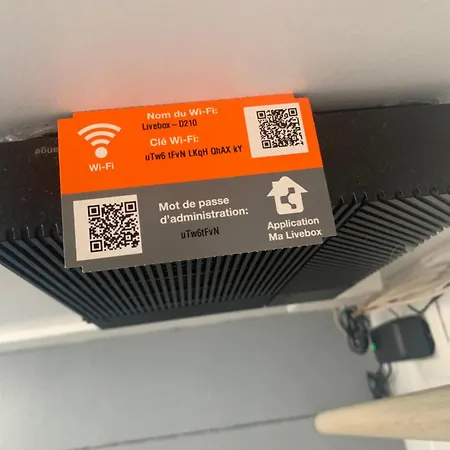 ange
Nom du Wi-Fi:
Livebox-D210
Clé Wi-Fi:
uTw6 tFvN LKqH QhAX kY
Wi-Fi
Mot de passe
d'administration:
uTw6tFvN
Application
Ma Livebox